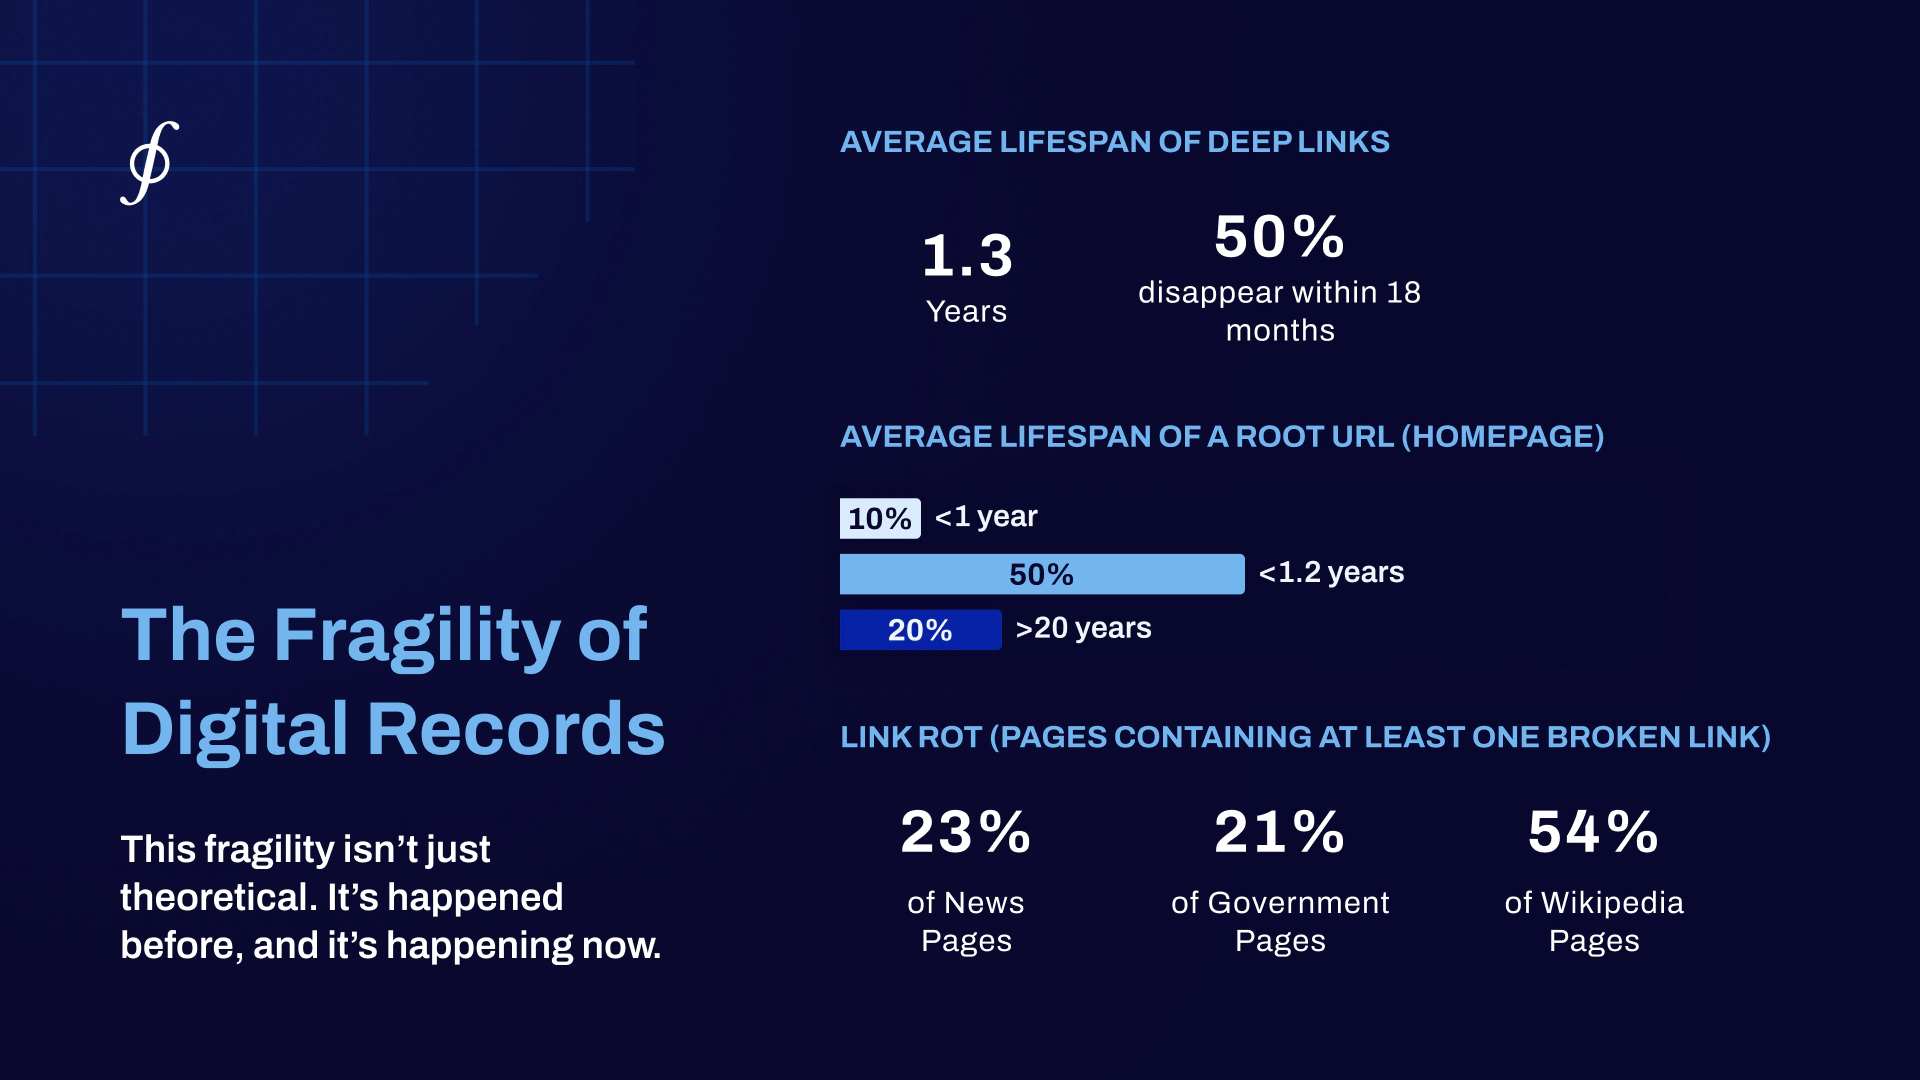 ∮
The Fragility of
Digital Records
This fragility isn’t just
theoretical. It’s happened
before, and it’s happening now.
AVERAGE LIFESPAN OF DEEP LINKS
1.3
Years
50%
disappear within 18
months
AVERAGE LIFESPAN OF A ROOT URL (HOMEPAGE)
10% <1 year
50% <1.2 years
20% >20 years
LINK ROT (PAGES CONTAINING AT LEAST ONE BROKEN LINK)
23%
of News
Pages
21%
of Government
Pages
54%
of Wikipedia
Pages